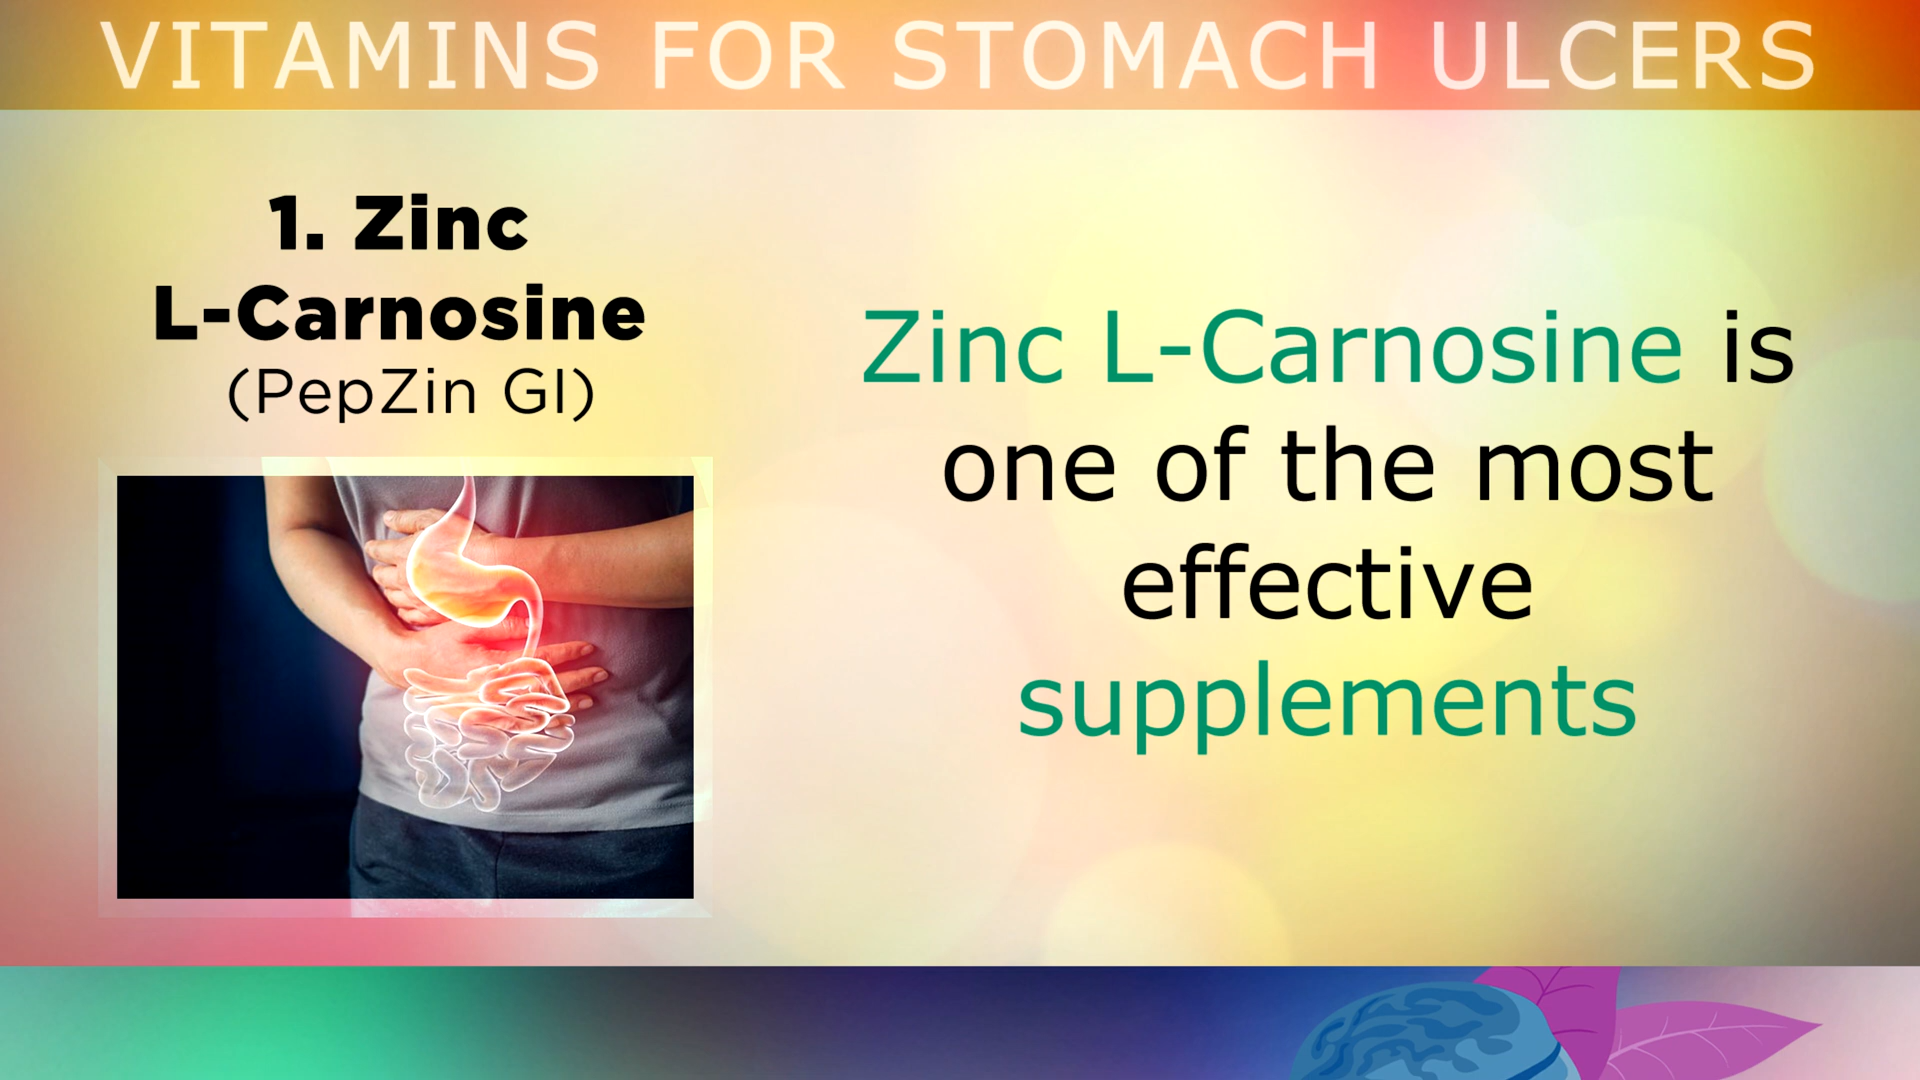 VITAMINS FOR STOMACH ULCERS
1. Zinc
L-Carnosine
(PepZin GI)
Zinc L-Carnosine is
one of the most
effective
supplements